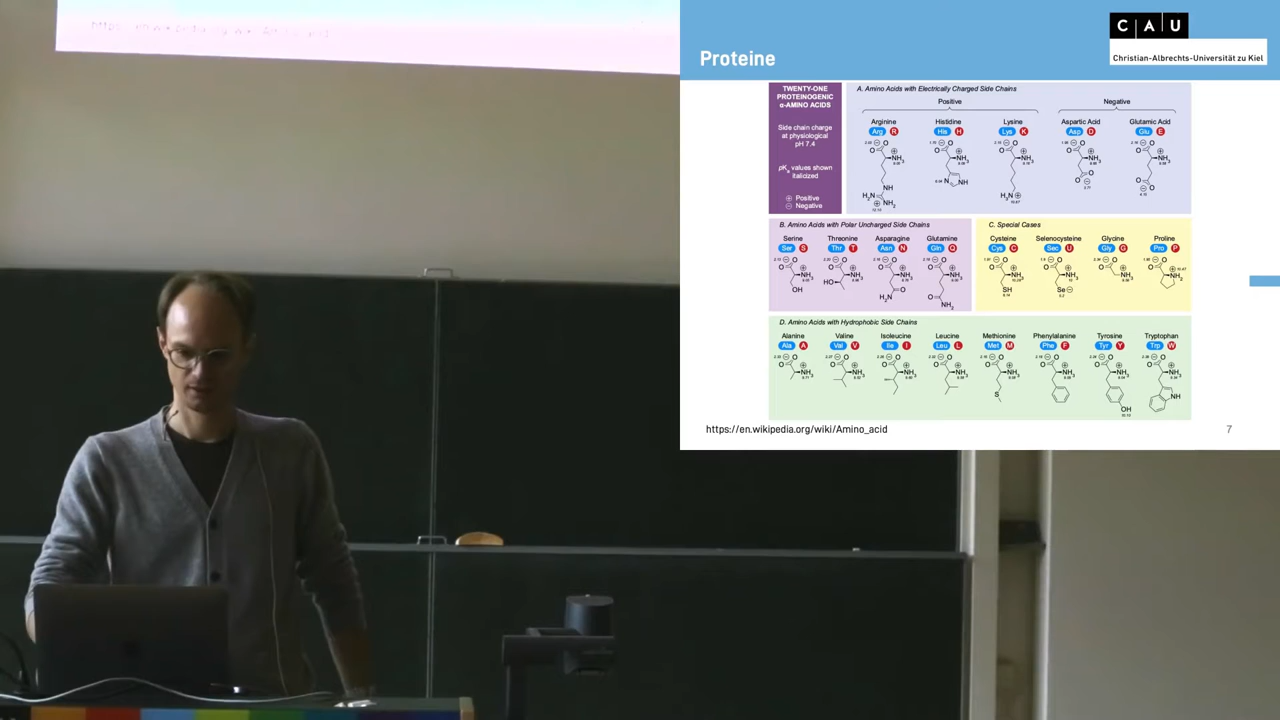 Proteine
C A U
Christian-Albrechts-Universität zu Kiel
TWENTY-ONE
PROTEINOGENIC
α-AMINO ACIDS
Side chain charge
at physiological
pH 7.4
pKa values shown
italicized
⊕ Positive
⊖ Negative
A. Amino Acids with Electrically Charged Side Chains
Positive Negative
Arginine Histidine Lysine Aspartic Acid Glutamic Acid
Arg R His H Lys K Asp D Glu E
B. Amino Acids with Polar Uncharged Side Chains
Serine Threonine Asparagine Glutamine
Ser S Thr T Asn N Gln Q
C. Special Cases
Cysteine Selenocysteine Glycine Proline
Cys C Sec U Gly G Pro P
D. Amino Acids with Hydrophobic Side Chains
Alanine Valine Isoleucine Leucine Methionine Phenylalanine Tyrosine Tryptophan
Ala A Val V Ile I Leu L Met M Phe F Tyr Y Trp W
https://en.wikipedia.org/wiki/Amino_acid
7